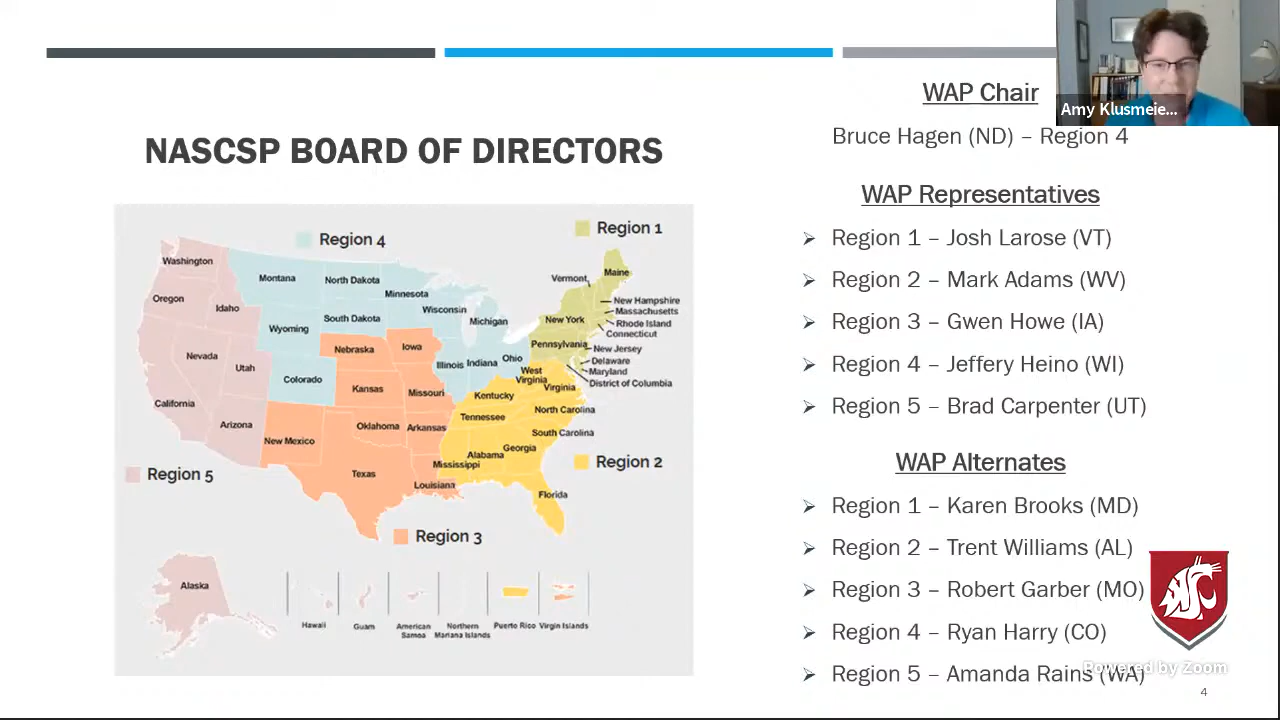 Amy Klusmeie...
WAP Chair
Bruce Hagen (ND) – Region 4
NASCSP BOARD OF DIRECTORS
WAP Representatives
Region 1 – Josh Larose (VT)
Region 2 – Mark Adams (WV)
Region 3 – Gwen Howe (IA)
Region 4 – Jeffery Heino (WI)
Region 5 – Brad Carpenter (UT)
WAP Alternates
Region 1 – Karen Brooks (MD)
Region 2 – Trent Williams (AL)
Region 3 – Robert Garber (MO)
Region 4 – Ryan Harry (CO)
Region 5 – Amanda Rains (WA)
Region 1
Region 4
Washington
Montana
North Dakota
Minnesota
Vermont
Maine
Oregon
Idaho
Wyoming
South Dakota
Wisconsin
Michigan
New York
New Hampshire
Massachusetts
Rhode Island
Connecticut
Nevada
Utah
Colorado
Nebraska
Iowa
Illinois
Indiana
Ohio
Pennsylvania
New Jersey
Delaware
Maryland
District of Columbia
West
Virginia
Virginia
California
Arizona
New Mexico
Kansas
Missouri
Kentucky
Tennessee
North Carolina
South Carolina
Oklahoma
Arkansas
Georgia
Alabama
Mississippi
Texas
Louisiana
Florida
Region 5
Region 2
Region 3
Alaska
Hawaii
Guam
American
Samoa
Northern
Mariana Islands
Puerto Rico
Virgin Islands
Powered by Zoom
4